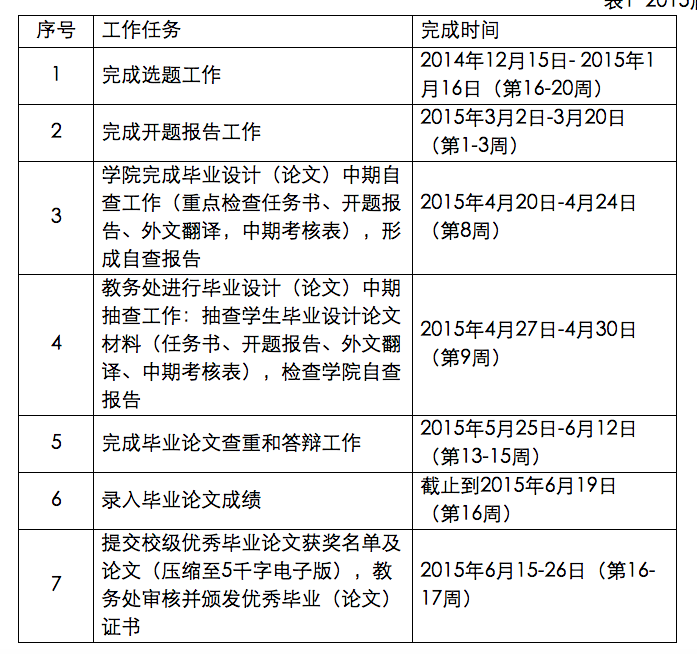 表1 2015届
序号 工作任务 完成时间
1 完成选题工作 2014年12月15日- 2015年1
月16日（第16-20周）
2 完成开题报告工作 2015年3月2日-3月20日
（第1-3周）
3 学院完成毕业设计（论文）中期自
查工作（重点检查任务书、开题报
告、外文翻译，中期考核表），形
成自查报告
2015年4月20日-4月24日
（第8周）
4 教务处进行毕业设计（论文）中期
抽查工作：抽查学生毕业设计论文
材料（任务书、开题报告、外文翻
译、中期考核表），检查学院自查
报告
2015年4月27日-4月30日
（第9周）
5 完成毕业论文查重和答辩工作 2015年5月25日-6月12日
（第13-15周）
6 录入毕业论文成绩 截止到2015年6月19日
（第16周）
7 提交校级优秀毕业论文获奖名单及
论文（压缩至5千字电子版），教
务处审核并颁发优秀毕业（论文）
证书
2015年6月15-26日（第16-
17周）